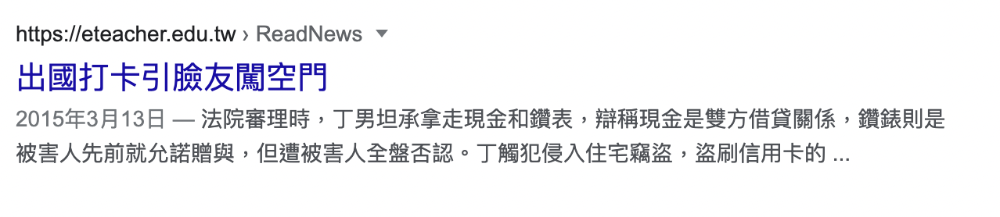 https://eteacher.edu.tw › ReadNews
出國打卡引臉友闖空門
2015年3月13日 — 法院審理時，丁男坦承拿走現金和鑽表，辯稱現金是雙方借貸關係，鑽錶則是
被害人先前就允諾贈與，但遭被害人全盤否認。丁觸犯侵入住宅竊盜，盜刷信用卡的 ...